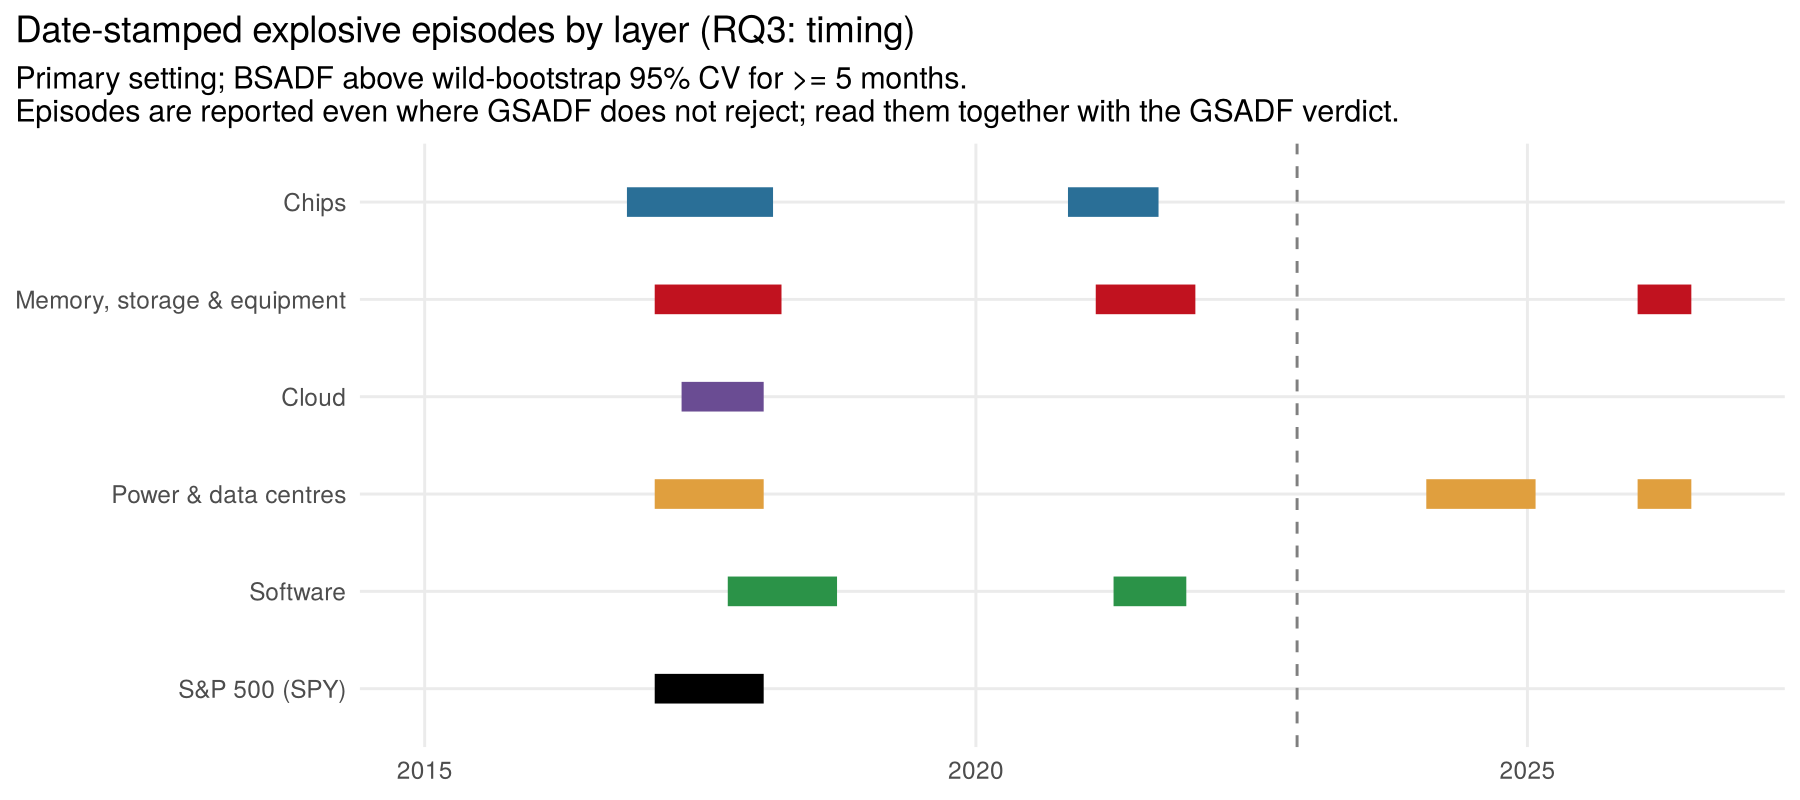 Date-stamped explosive episodes by layer (RQ3: timing)
Primary setting; BSADF above wild-bootstrap 95% CV for >= 5 months.
Episodes are reported even where GSADF does not reject; read them together with the GSADF verdict.
Chips
Memory, storage & equipment
Cloud
Power & data centres
Software
S&P 500 (SPY)
2015 2020 2025